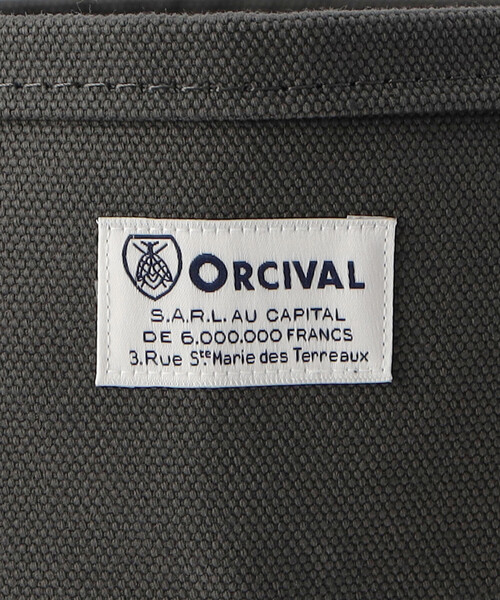 ORCIVAL
S.A.R.L. AU CAPITAL
DE 6,000,000 FRANCS
3.Rue Ste Marie des Terreaux